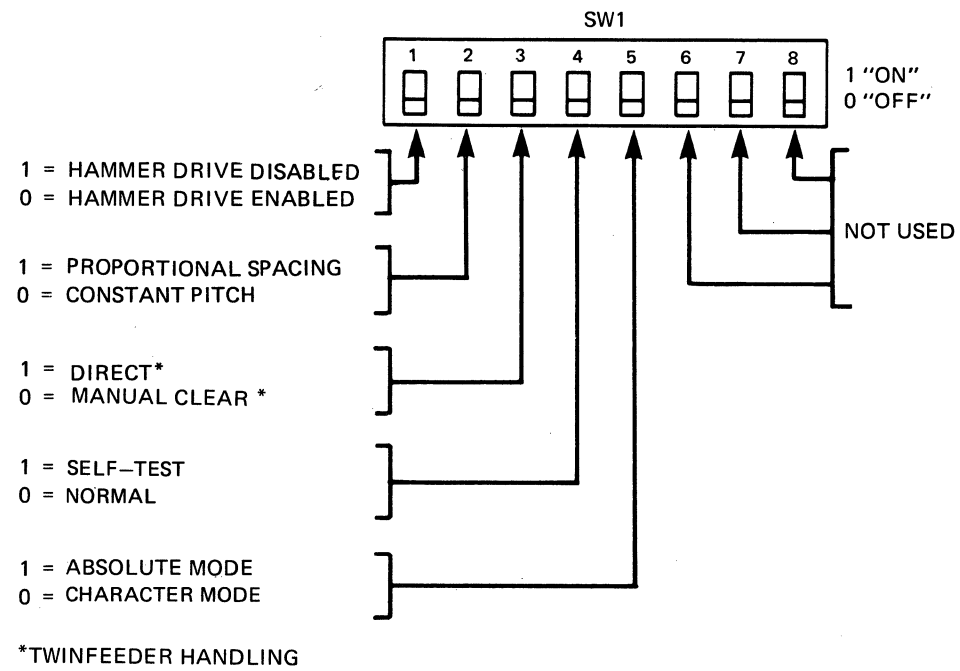 SW1
1 2 3 4 5 6 7 8
1 "ON"
0 "OFF"
1 = HAMMER DRIVE DISABLED
0 = HAMMER DRIVE ENABLED
NOT USED
1 = PROPORTIONAL SPACING
0 = CONSTANT PITCH
1 = DIRECT*
0 = MANUAL CLEAR *
1 = SELF–TEST
0 = NORMAL
1 = ABSOLUTE MODE
0 = CHARACTER MODE
*TWINFEEDER HANDLING